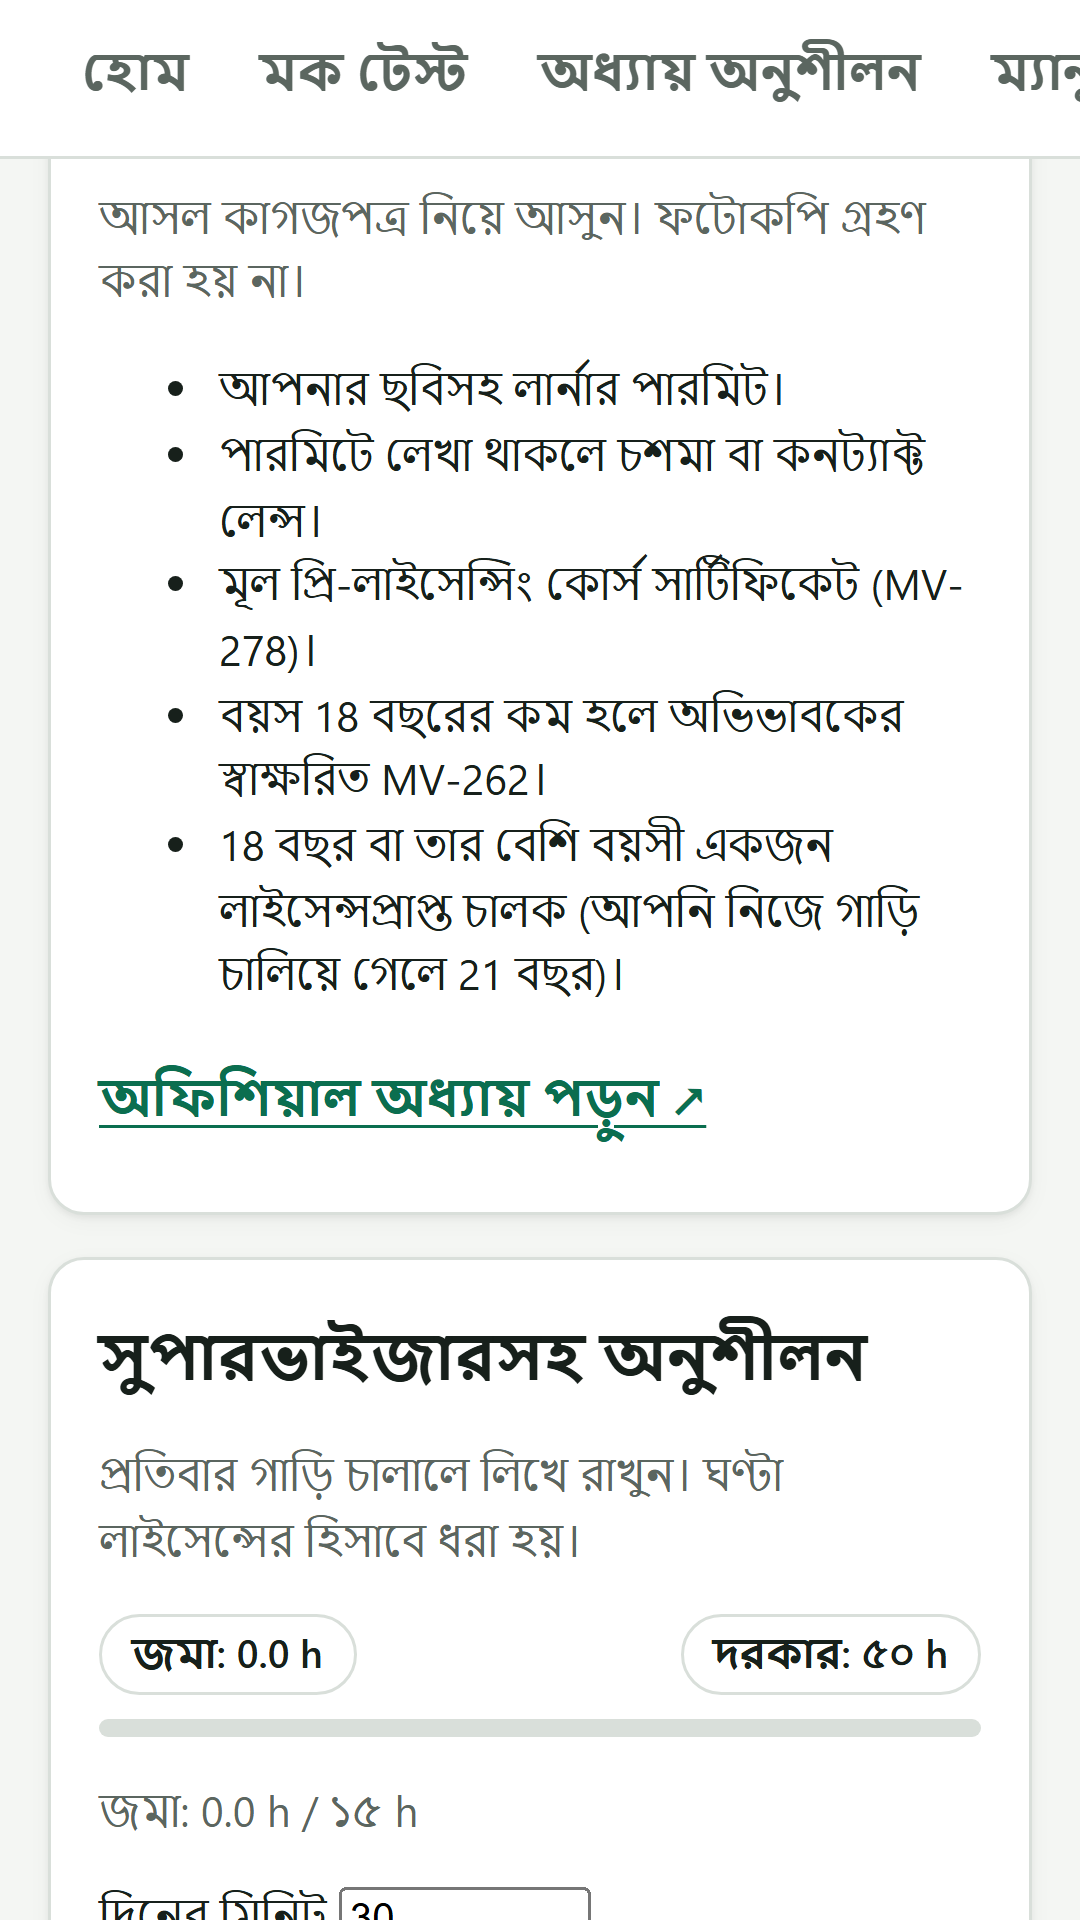 হোম মক টেস্ট অধ্যায় অনুশীলন
আসল কাগজপত্র নিয়ে আসুন। ফটোকপি গ্রহণ
করা হয় না।
• আপনার ছবিসহ লার্নার পারমিট।
• পারমিটে লেখা থাকলে চশমা বা কনট্যাক্ট
লেন্স।
• মূল প্রি-লাইসেন্সিং কোর্স সার্টিফিকেট (MV-
278)।
• বয়স 18 বছরের কম হলে অভিভাবকের
স্বাক্ষরিত MV-262।
• 18 বছর বা তার বেশি বয়সী একজন
লাইসেন্সপ্রাপ্ত চালক (আপনি নিজে গাড়ি
চালিয়ে গেলে 21 বছর)।
অফিশিয়াল অধ্যায় পড়ুন ↗
সুপারভাইজারসহ অনুশীলন
প্রতিবার গাড়ি চালালে লিখে রাখুন। ঘণ্টা
লাইসেন্সের হিসাবে ধরা হয়।
জমা: 0.0 h দরকার: ৫০ h
জমা: 0.0 h / ১৫ h
দিনের মিনিট 30